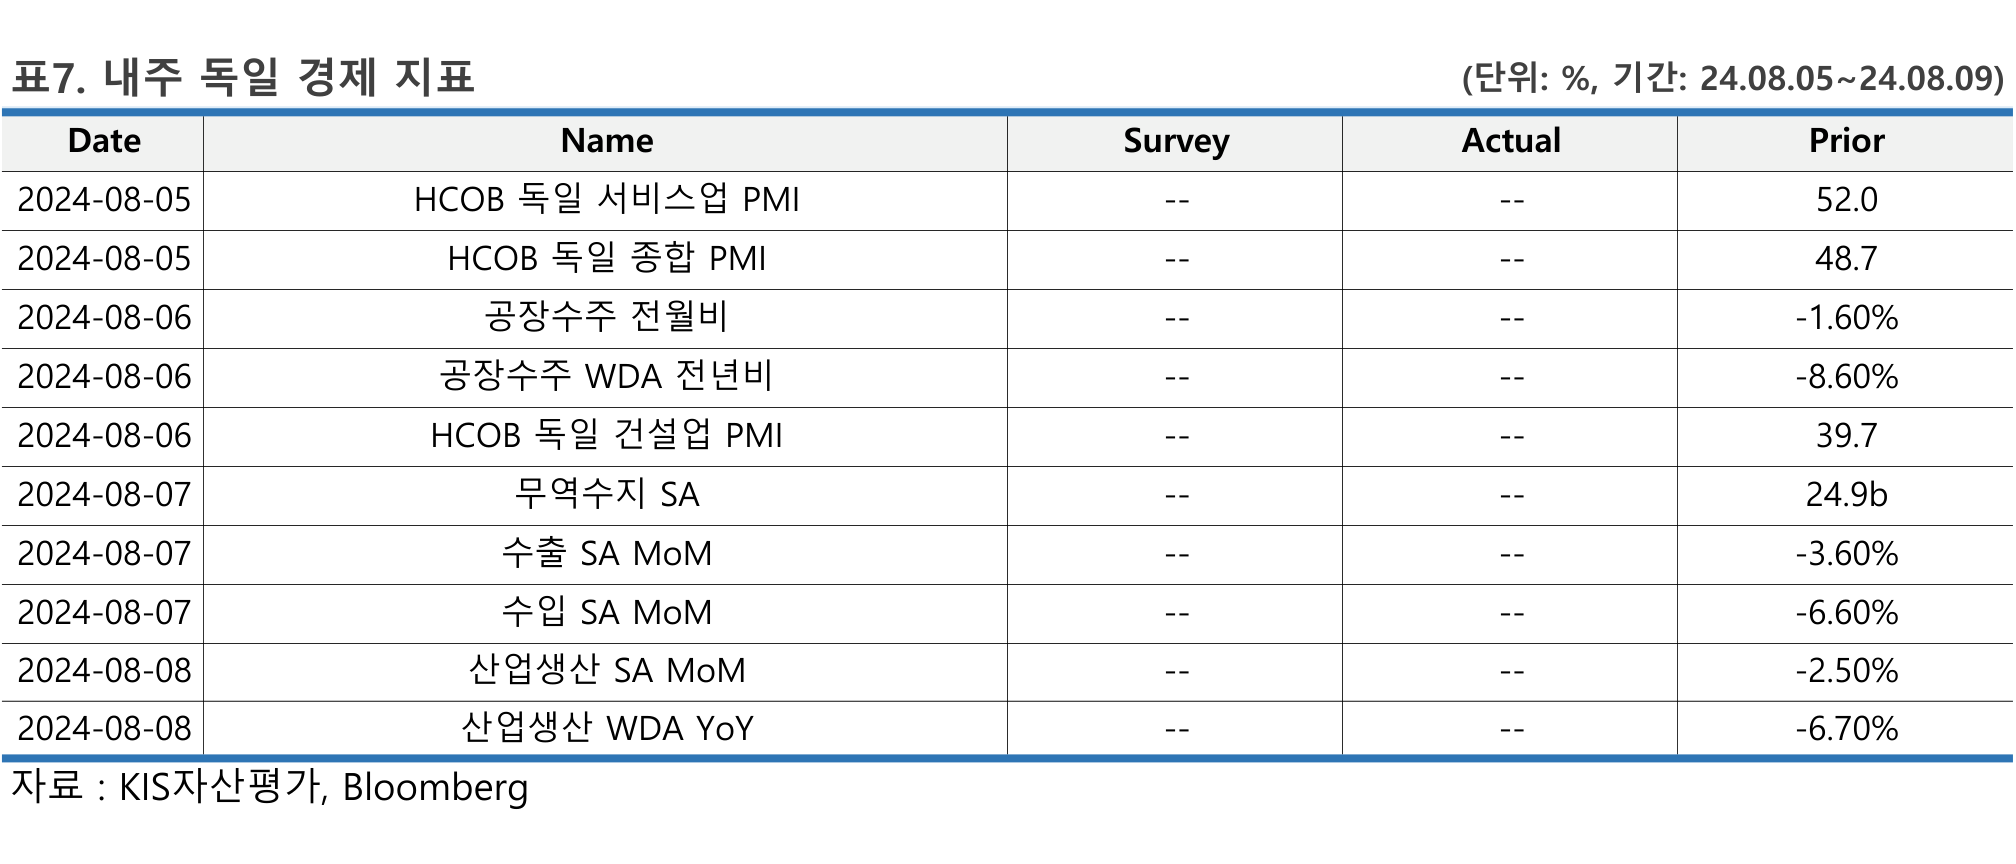 표7. 내주 독일 경제 지표 (단위: %, 기간: 24.08.05~24.08.09)
Date Name Survey Actual Prior
2024-08-05 HCOB 독일 서비스업 PMI -- -- 52.0
2024-08-05 HCOB 독일 종합 PMI -- -- 48.7
2024-08-06 공장수주 전월비 -- -- -1.60%
2024-08-06 공장수주 WDA 전년비 -- -- -8.60%
2024-08-06 HCOB 독일 건설업 PMI -- -- 39.7
2024-08-07 무역수지 SA -- -- 24.9b
2024-08-07 수출 SA MoM -- -- -3.60%
2024-08-07 수입 SA MoM -- -- -6.60%
2024-08-08 산업생산 SA MoM -- -- -2.50%
2024-08-08 산업생산 WDA YoY -- -- -6.70%
자료 : KIS자산평가, Bloomberg